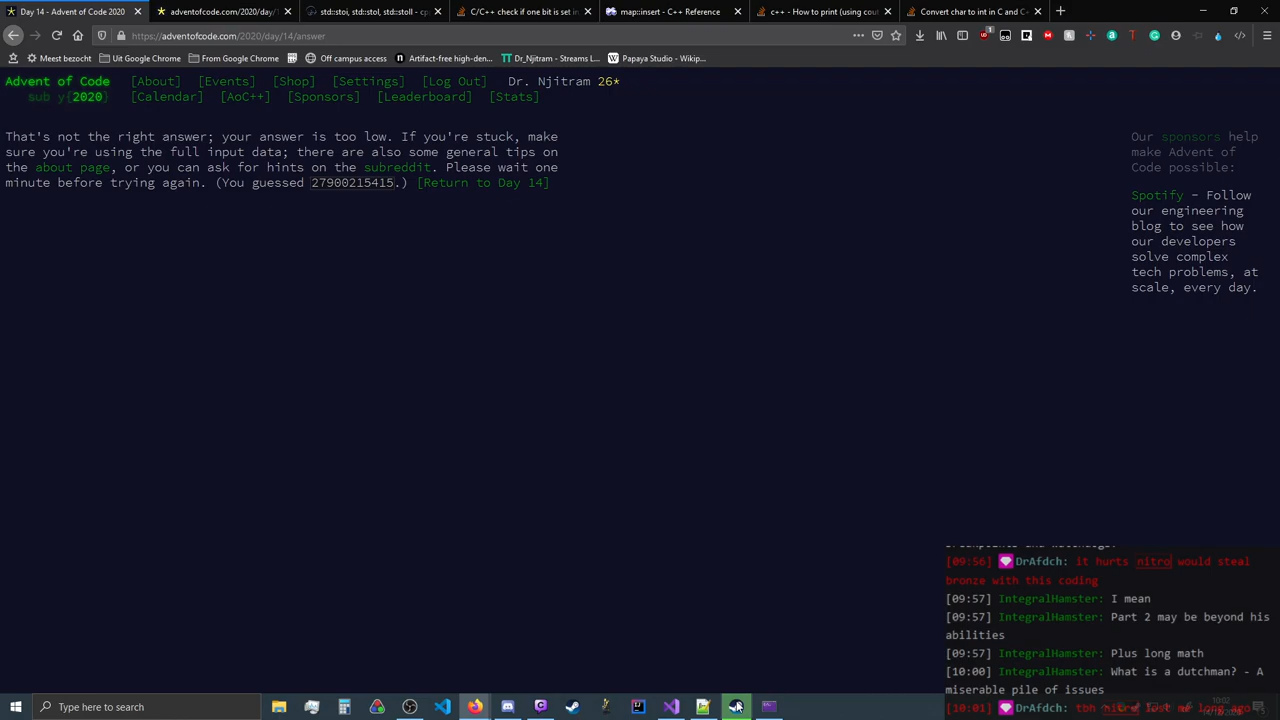 Day 14 - Advent of Code 2020
adventofcode.com/2020/day/1
std::stoi, std::stol, std::stoll - cp
C/C++ check if one bit is set in
map::insert - C++ Reference
c++ - How to print (using cout
Convert char to int in C and C+
https://adventofcode.com/2020/day/14/answer
Meest bezocht
Uit Google Chrome
From Google Chrome
Off campus access
Artifact-free high-den...
Dr_Njitram - Streams L...
Papaya Studio - Wikip...
Advent of Code [About] [Events] [Shop] [Settings] [Log Out] Dr. Njitram 26*
sub y{2020} [Calendar] [AoC++] [Sponsors] [Leaderboard] [Stats]
That's not the right answer; your answer is too low. If you're stuck, make
sure you're using the full input data; there are also some general tips on
the about page, or you can ask for hints on the subreddit. Please wait one
minute before trying again. (You guessed 27900215415.) [Return to Day 14]
Our sponsors help
make Advent of
Code possible:
Spotify - Follow
our engineering
blog to see how
our developers
solve complex
tech problems, at
scale, every day.
[09:56] DrAfdch: it hurts nitro would steal
bronze with this coding
[09:57] IntegralHamster: I mean
[09:57] IntegralHamster: Part 2 may be beyond his
abilities
[09:57] IntegralHamster: Plus long math
[10:00] IntegralHamster: What is a dutchman? - A
miserable pile of issues
[10:01] DrAfdch: tbh nitro lost me long ago
10:02
Type here to search